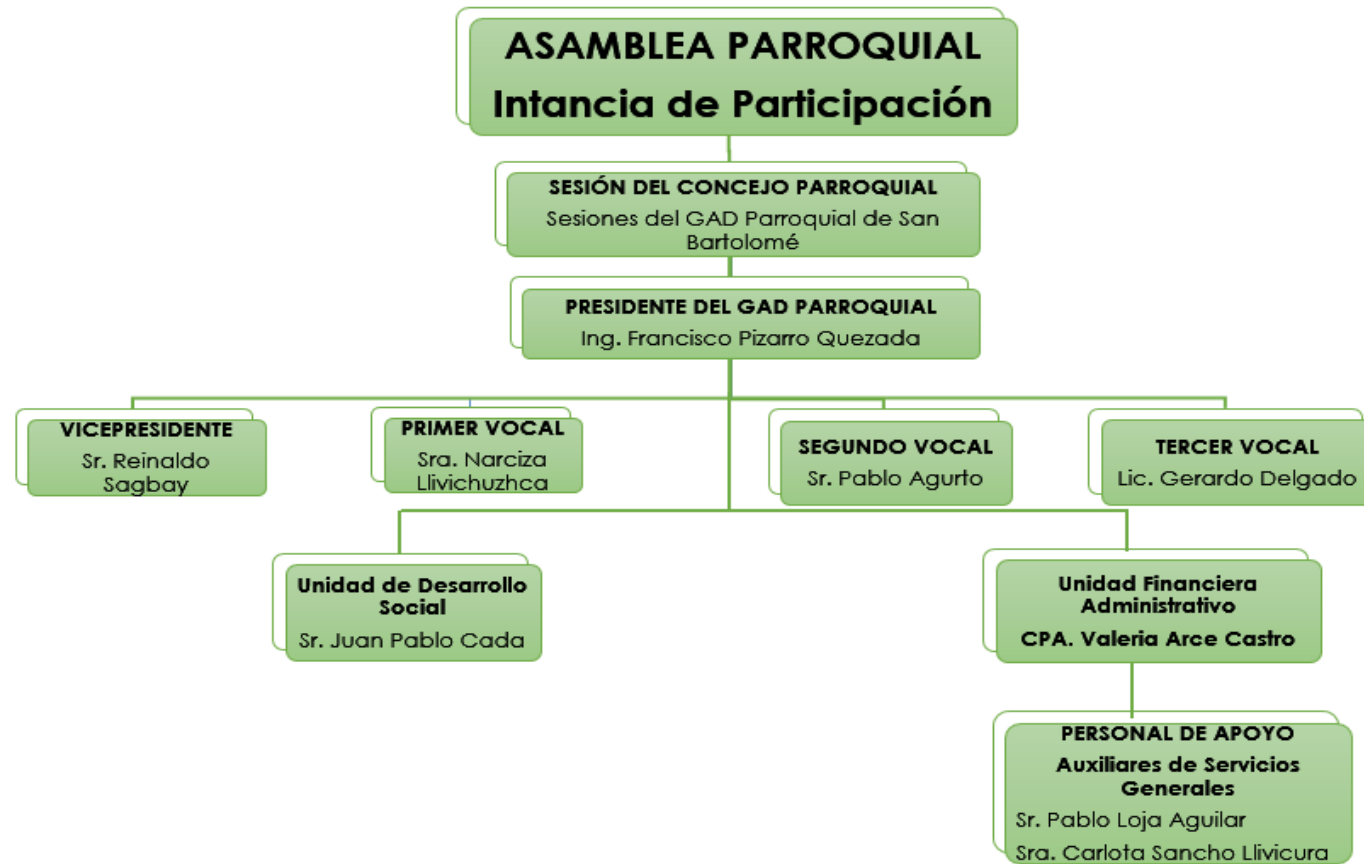 ASAMBLEA PARROQUIAL
Intancia de Participación
SESIÓN DEL CONCEJO PARROQUIAL
Sesiones del GAD Parroquial de San
Bartolomé
PRESIDENTE DEL GAD PARROQUIAL
Ing. Francisco Pizarro Quezada
VICEPRESIDENTE
Sr. Reinaldo
Sagbay
PRIMER VOCAL
Sra. Narciza
Llivichuzhca
SEGUNDO VOCAL
Sr. Pablo Agurto
TERCER VOCAL
Lic. Gerardo Delgado
Unidad de Desarrollo
Social
Sr. Juan Pablo Cada
Unidad Financiera
Administrativo
CPA. Valeria Arce Castro
PERSONAL DE APOYO
Auxiliares de Servicios
Generales
Sr. Pablo Loja Aguilar
Sra. Carlota Sancho Llivicura